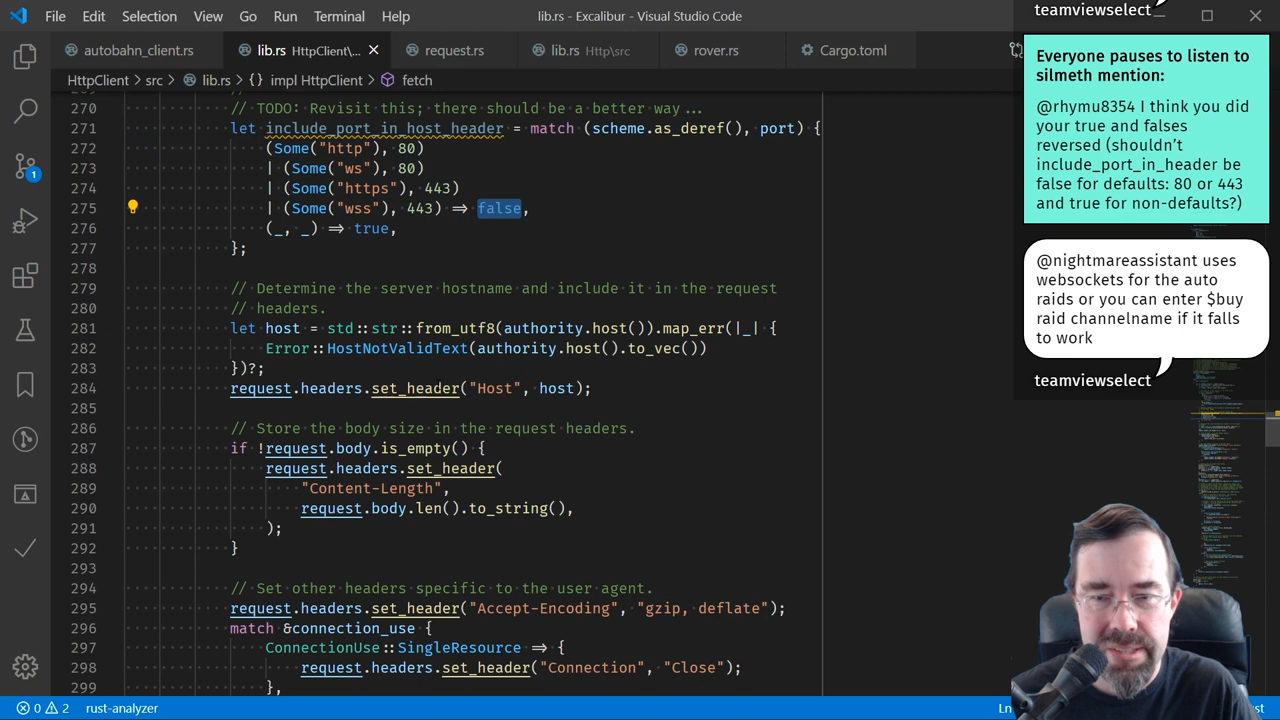 File Edit Selection View Go Run Terminal Help lib.rs - Excalibur - Visual Studio Code
autobahn_client.rs lib.rs HttpClient\... request.rs lib.rs Http\src rover.rs Cargo.toml
HttpClient > src > lib.rs > {} impl HttpClient > fetch
270 // TODO: Revisit this; there should be a better way...
271 let include_port_in_host_header = match (scheme.as_deref(), port) {
272 (Some("http"), 80)
273 | (Some("ws"), 80)
274 | (Some("https"), 443)
275 | (Some("wss"), 443) => false,
276 (_, _) => true,
277 };
278
279 // Determine the server hostname and include it in the request
280 // headers.
281 let host = std::str::from_utf8(authority.host()).map_err(|_| {
282 Error::HostNotValidText(authority.host().to_vec())
283 })?;
284 request.headers.set_header("Host", host);
285
286 // Store the body size in the request headers.
287 if !request.body.is_empty() {
288 request.headers.set_header(
289 "Content-Length",
290 request.body.len().to_string(),
291 );
292 }
293
294 // Set other headers specific to the user agent.
295 request.headers.set_header("Accept-Encoding", "gzip, deflate");
296 match &connection_use {
297 ConnectionUse::SingleResource => {
298 request.headers.set_header("Connection", "Close");
299 },
teamviewselect
Everyone pauses to listen to
silmeth mention:
@rhymu8354 I think you did
your true and falses
reversed (shouldn't
include_port_in_header be
false for defaults: 80 or 443
and true for non-defaults?)
@nightmareassistant uses
websockets for the auto
raids or you can enter $buy
raid channelname if it falls
to work
teamviewselect
1
0 2 rust-analyzer Ln